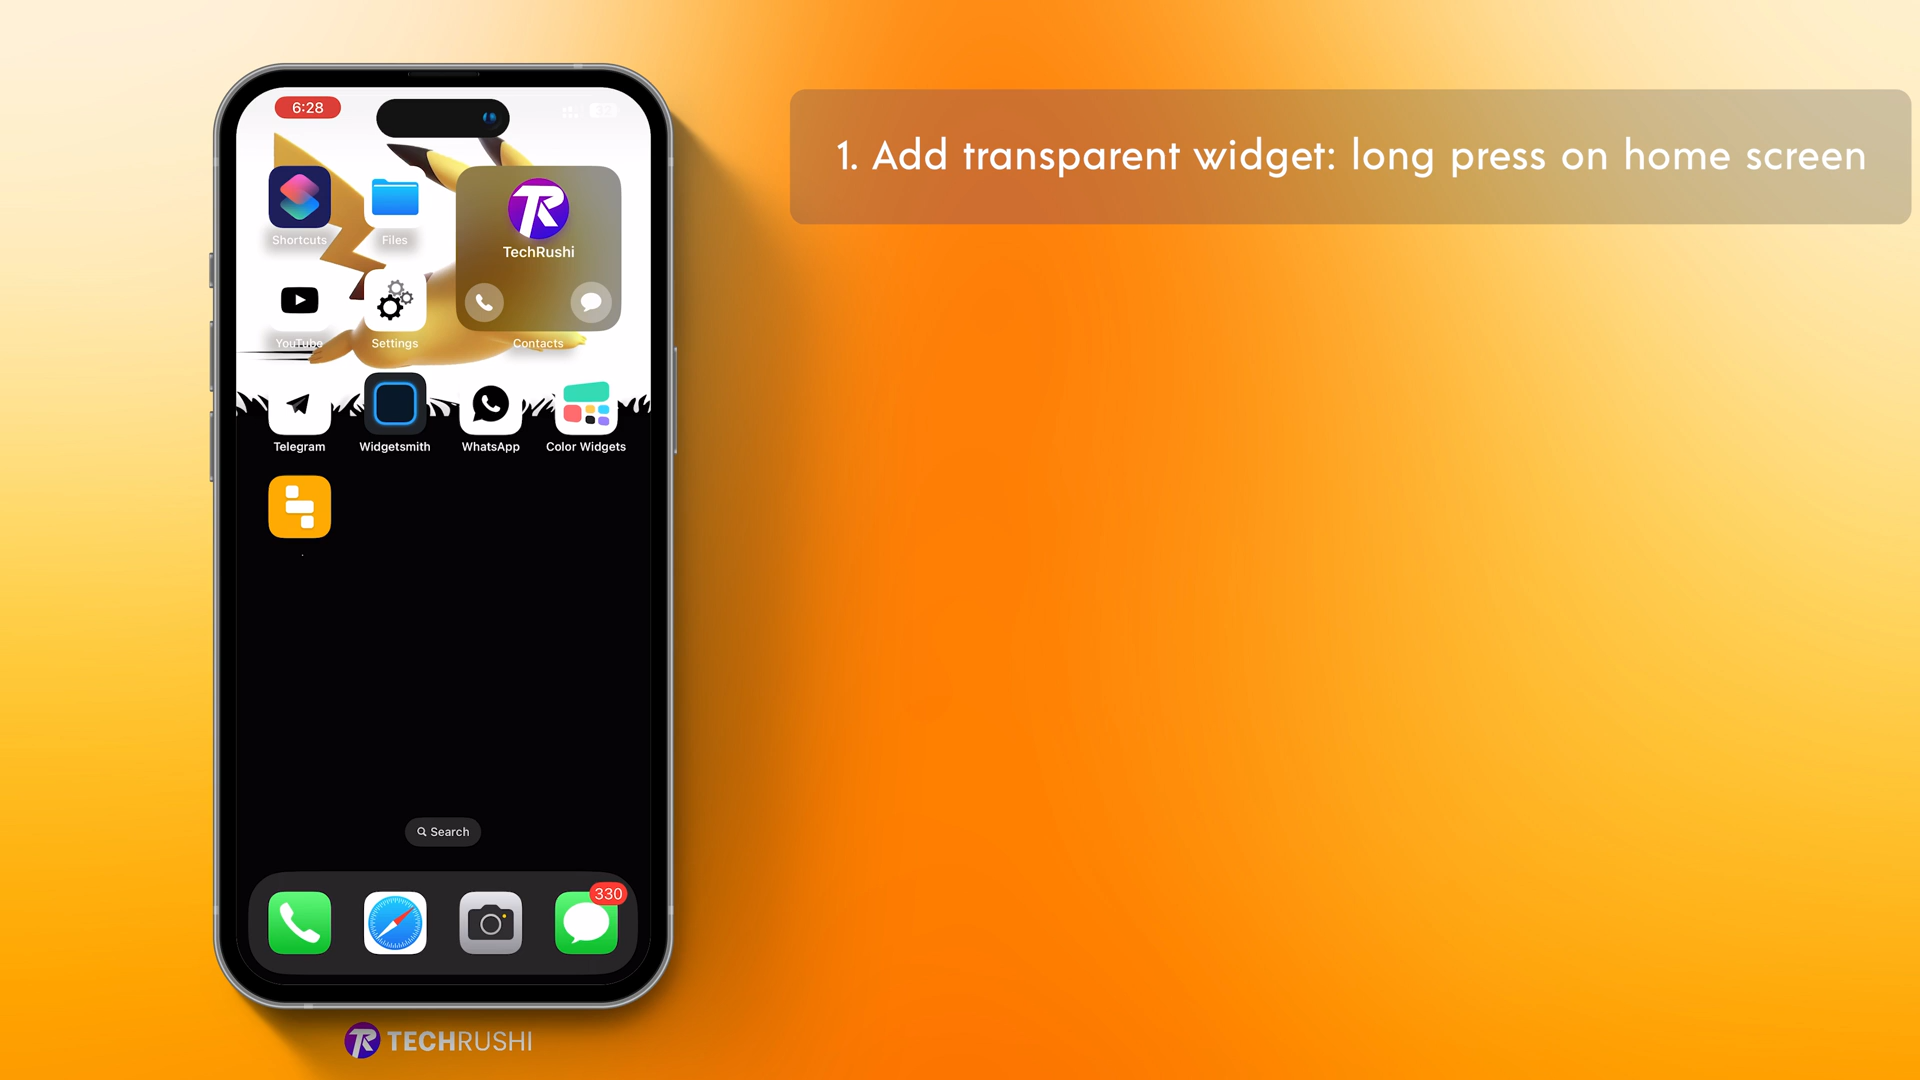 6:28
1. Add transparent widget: long press on home screen
TechRushi
Shortcuts
Files
YouTube
Settings
Contacts
Telegram
Widgetsmith
WhatsApp
Color Widgets
Search
330
TECHRUSHI